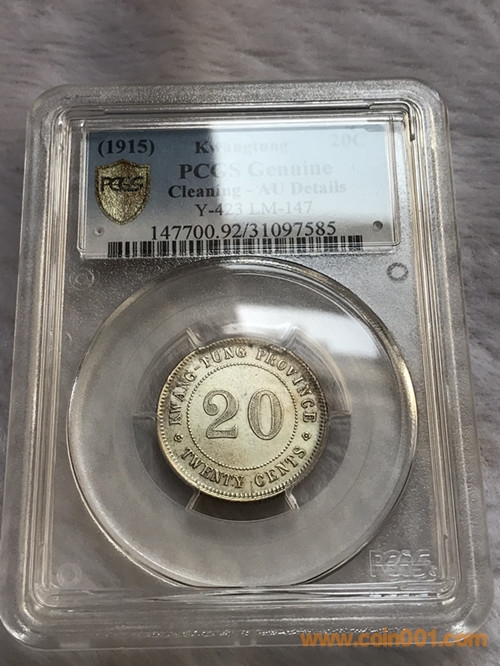 (1915) Kwangtung 20C
PCGS Genuine
Cleaning - AU Details
Y-423 LM-147
147700.92/31097585
PCGS
KWANG-TUNG PROVINCE
20
TWENTY CENTS
PCGS
www.coin001.com